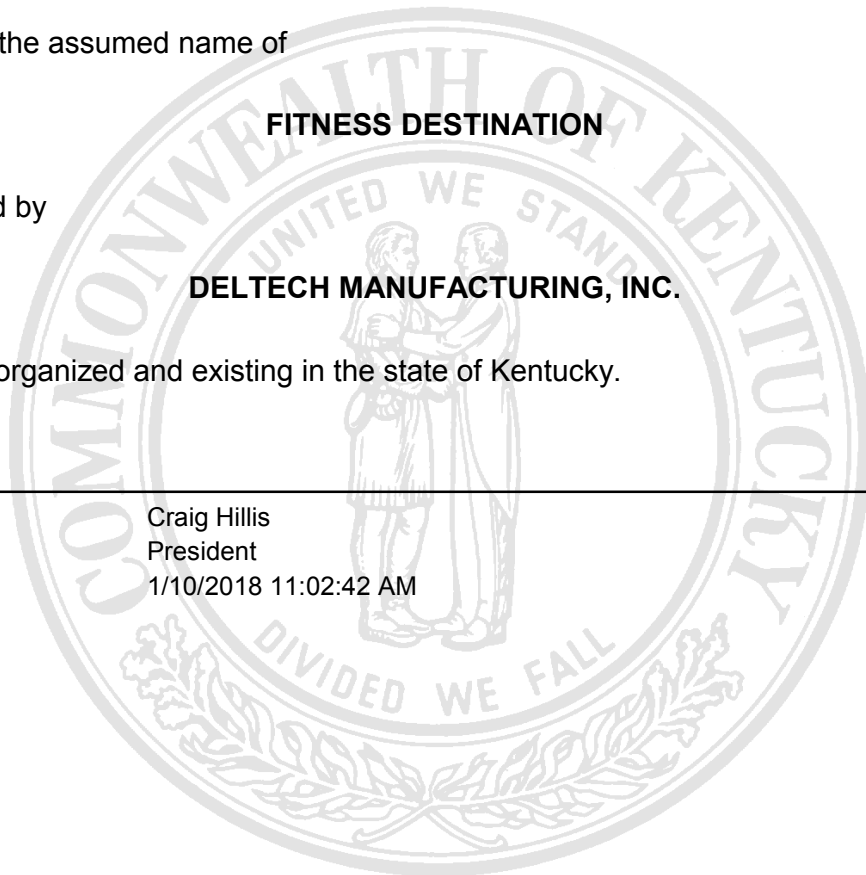 the assumed name of
FITNESS DESTINATION
d by
DELTECH MANUFACTURING, INC.
organized and existing in the state of Kentucky.
Craig Hillis
President
1/10/2018 11:02:42 AM
COMMONWEALTH OF KENTUCKY
UNITED WE STAND
DIVIDED WE FALL